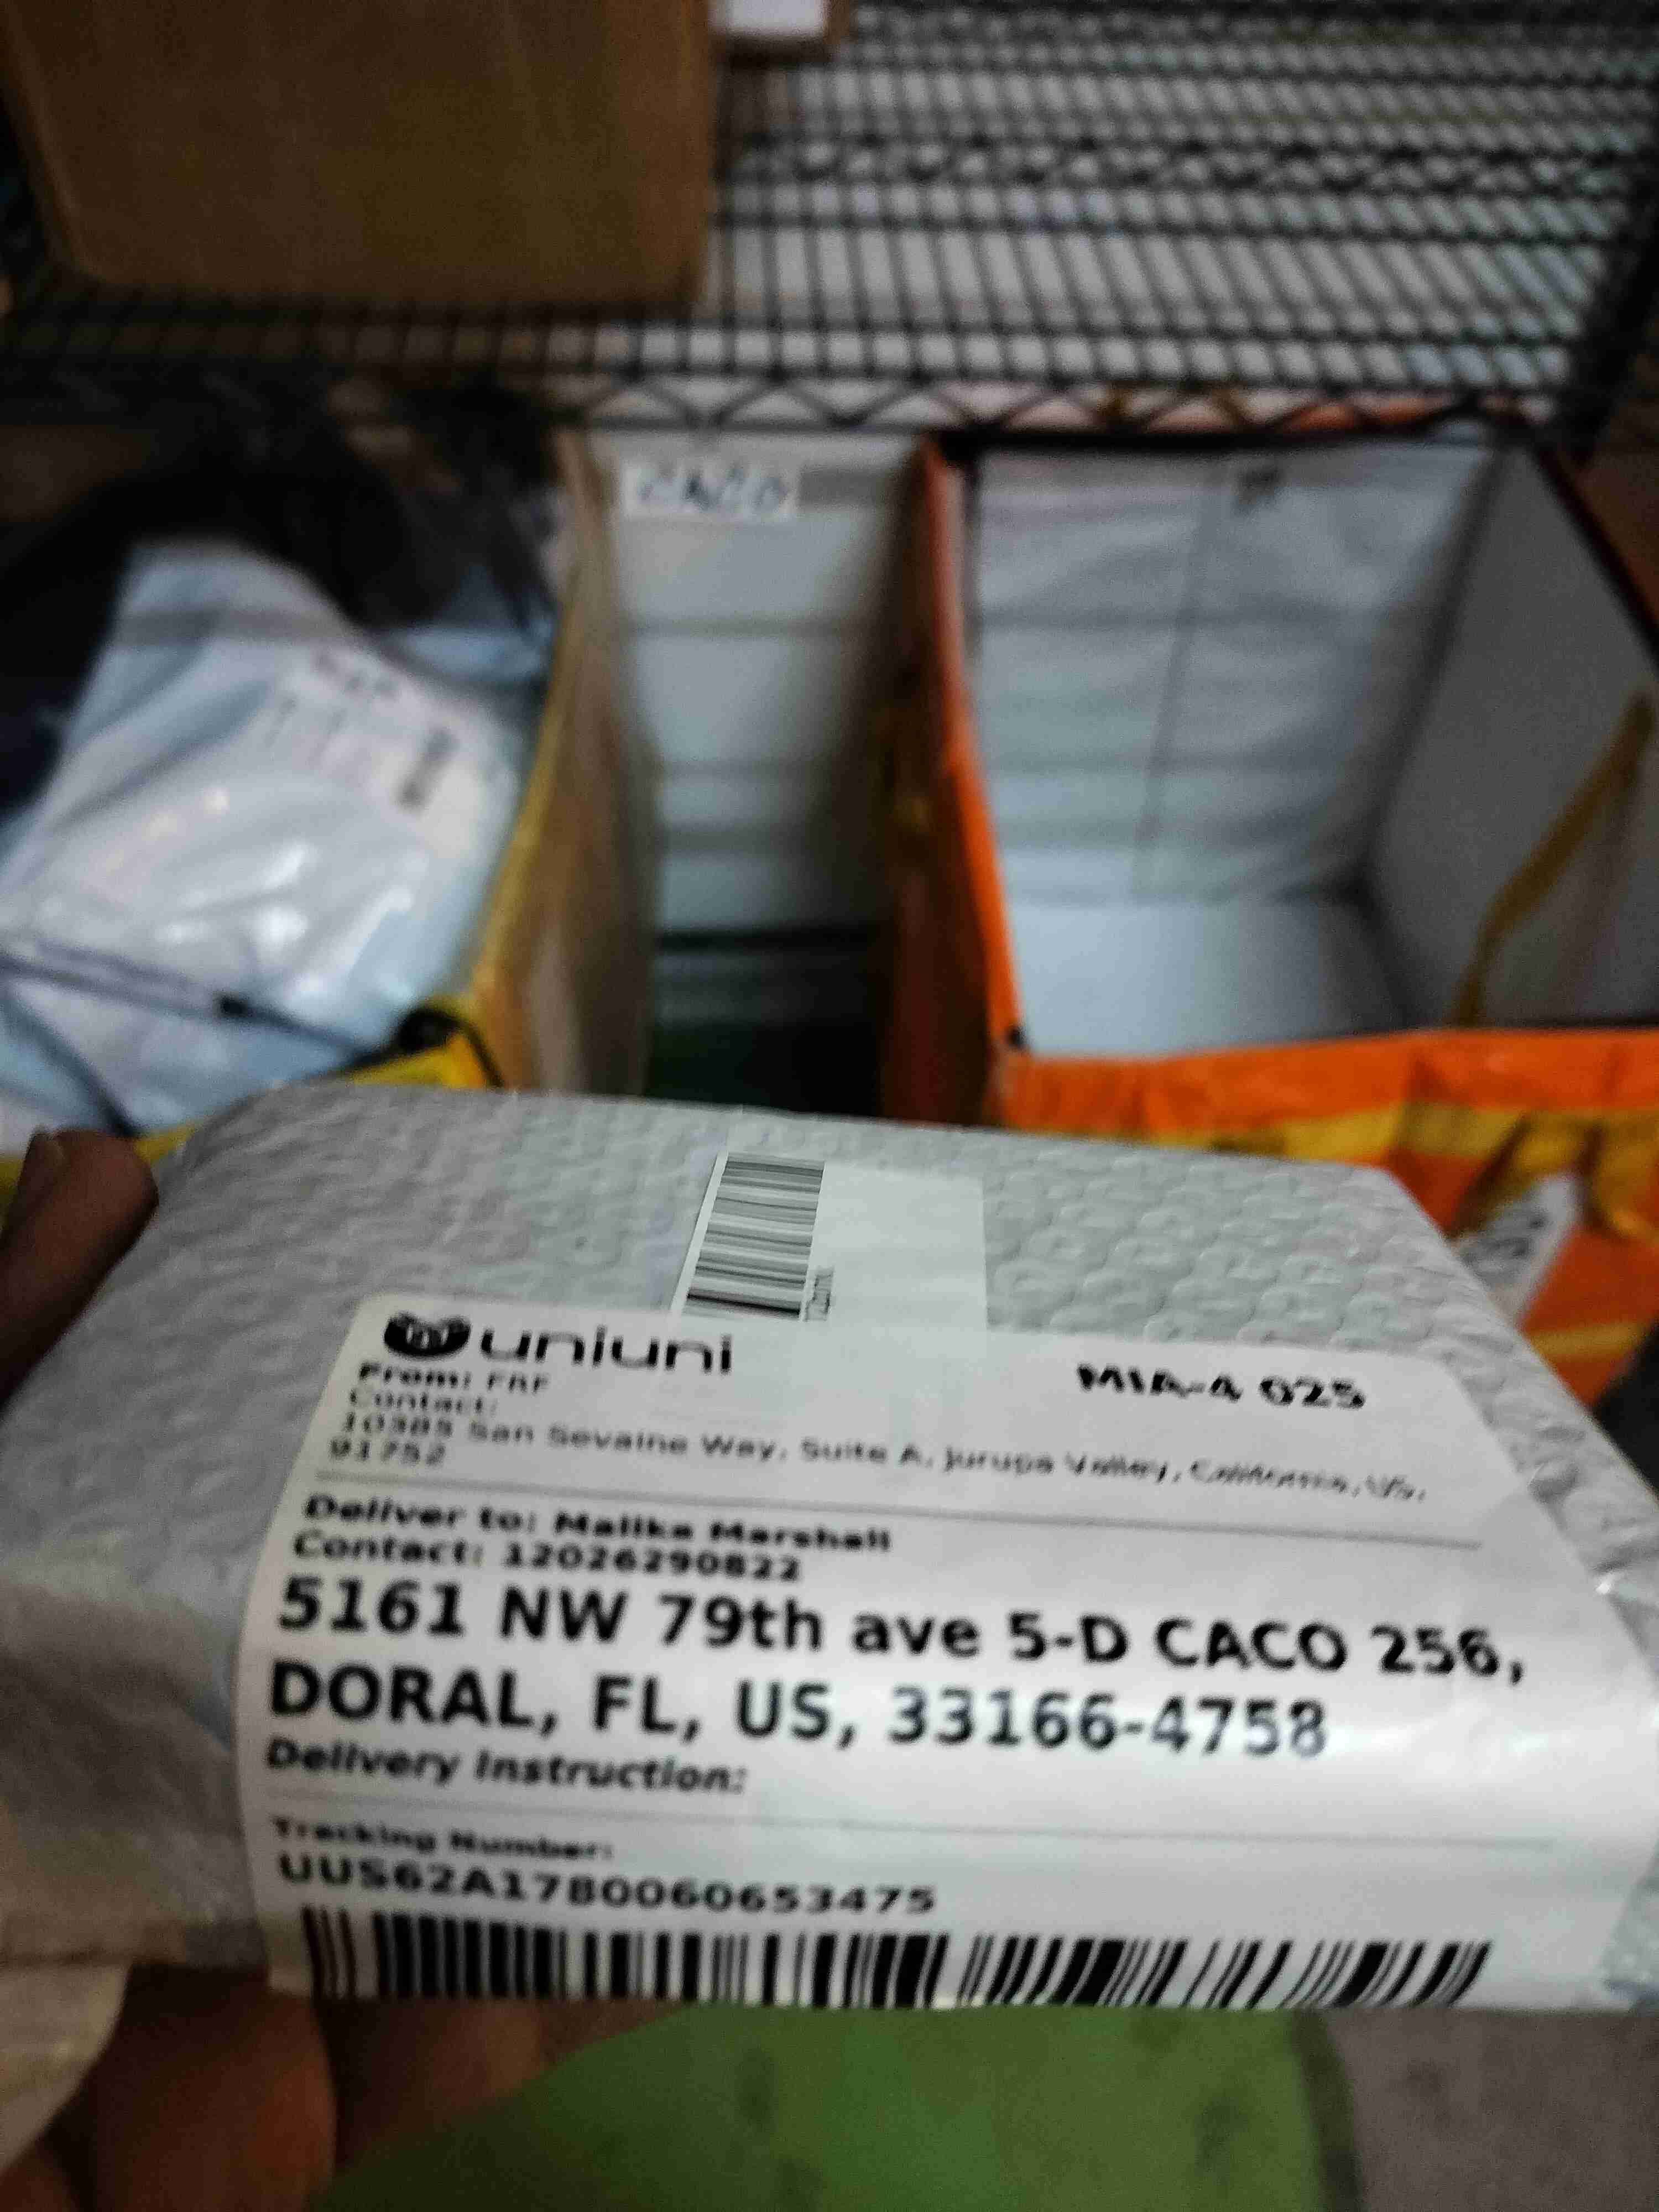 CACO
uniuni
MIA-4 025
From: FRF
Contact:
10385 San Sevaine Way, Suite A, Jurupa Valley, California, US,
91752
Deliver to: Malika Marshall
Contact: 12026290822
5161 NW 79th ave 5-D CACO 256,
DORAL, FL, US, 33166-4758
Delivery instruction:
Tracking Number:
UUS62A1780060653475